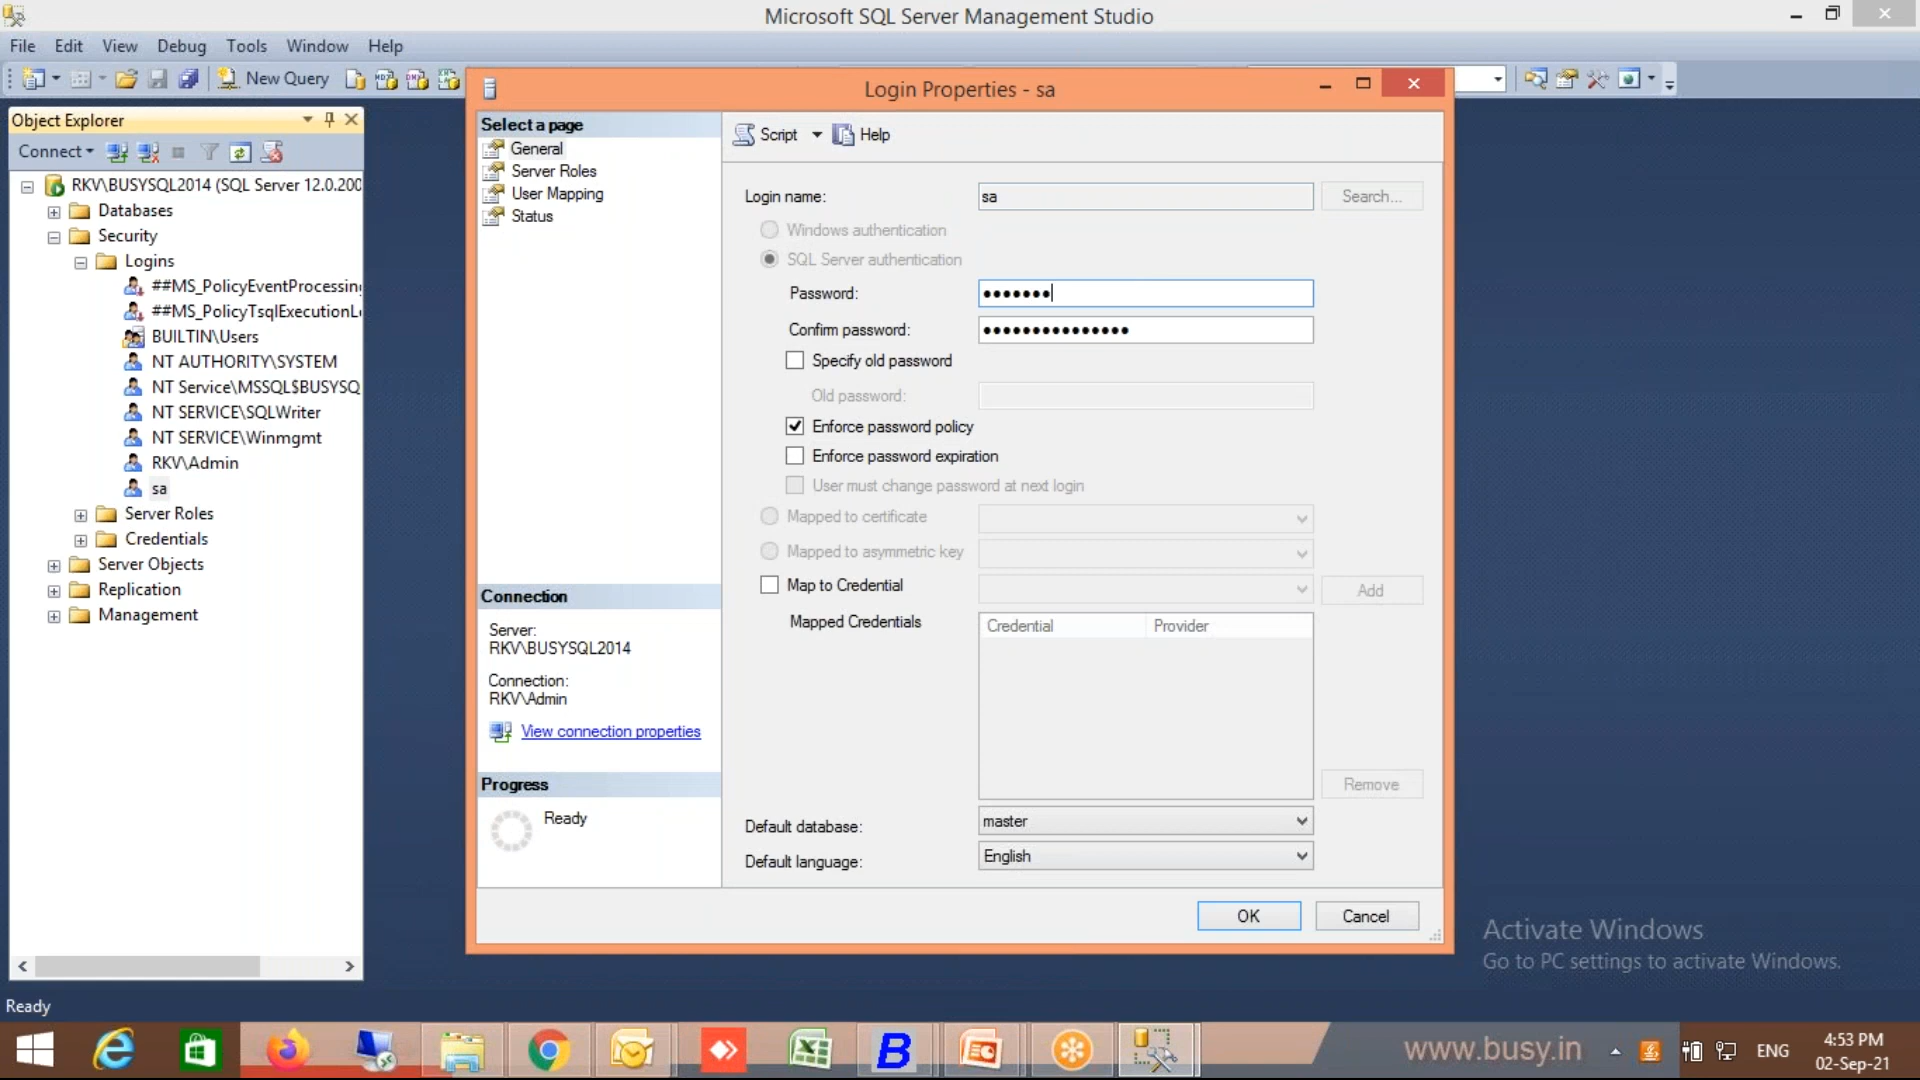 Microsoft SQL Server Management Studio
File Edit View Debug Tools Window Help
New Query
Object Explorer
Connect
RKV\BUSYSQL2014 (SQL Server 12.0.200
Databases
Security
Logins
##MS_PolicyEventProcessing
##MS_PolicyTsqlExecutionLo
BUILTIN\Users
NT AUTHORITY\SYSTEM
NT Service\MSSQL$BUSYSQ
NT SERVICE\SQLWriter
NT SERVICE\Winmgmt
RKV\Admin
sa
Server Roles
Credentials
Server Objects
Replication
Management
Login Properties - sa
Select a page
General
Server Roles
User Mapping
Status
Connection
Server:
RKV\BUSYSQL2014
Connection:
RKV\Admin
View connection properties
Progress
Ready
Script Help
Login name: sa Search...
Windows authentication
SQL Server authentication
Password: •••••••
Confirm password: •••••••••••••••
Specify old password
Old password:
Enforce password policy
Enforce password expiration
User must change password at next login
Mapped to certificate
Mapped to asymmetric key
Map to Credential Add
Mapped Credentials Credential Provider
Remove
Default database: master
Default language: English
OK Cancel
Activate Windows
Go to PC settings to activate Windows.
Ready
www.busy.in
ENG
4:53 PM
02-Sep-21